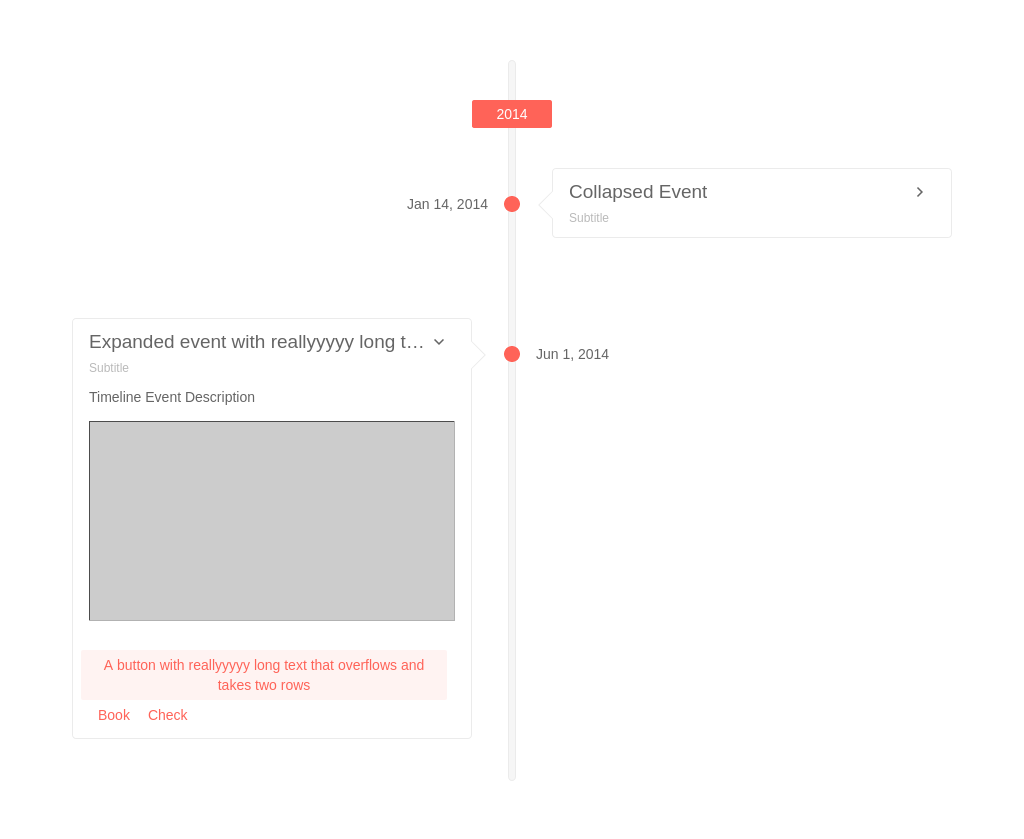 2014
Jan 14, 2014
Collapsed Event
Subtitle
Expanded event with reallyyyyy long t…
Subtitle
Jun 1, 2014
Timeline Event Description
A button with reallyyyyy long text that overflows and
takes two rows
Book Check